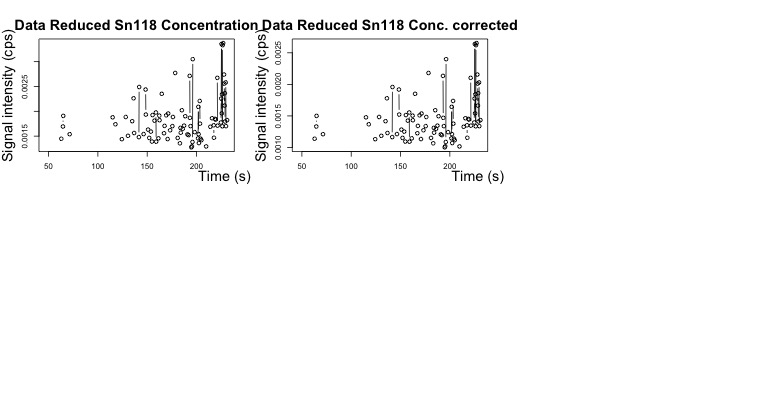 Data Reduced Sn118 Concentration
Signal intensity (cps)
0.0015
0.0025
50
100
150
200
Time (s)
Data Reduced Sn118 Conc. corrected
Signal intensity (cps)
0.0010
0.0015
0.0020
0.0025
50
100
150
200
Time (s)